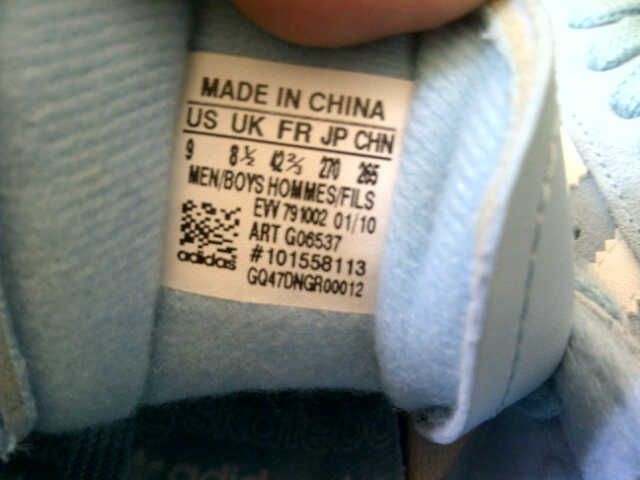 MADE IN CHINA
US UK FR JP CHN
9 8½ 42⅔ 270 265
MEN/BOYS HOMMES/FILS
EVV 791002 01/10
ART G06537
#101558113
adidas
GQ47DNGR00012